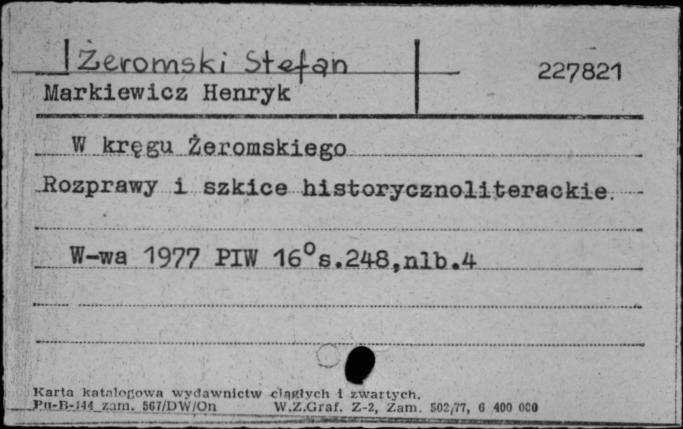 Żeromski Stefan
227821
Markiewicz Henryk
W kręgu Żeromskiego
Rozprawy i szkice historycznoliterackie.
W-wa 1977 PIW 16° s.248,nlb.4
Karta katalogowa wydawnictw ciągłych i zwartych.
Pu-B-144 zam. 567/DW/On W.Z.Graf. Z-2, Zam. 502/77, 6 400 000